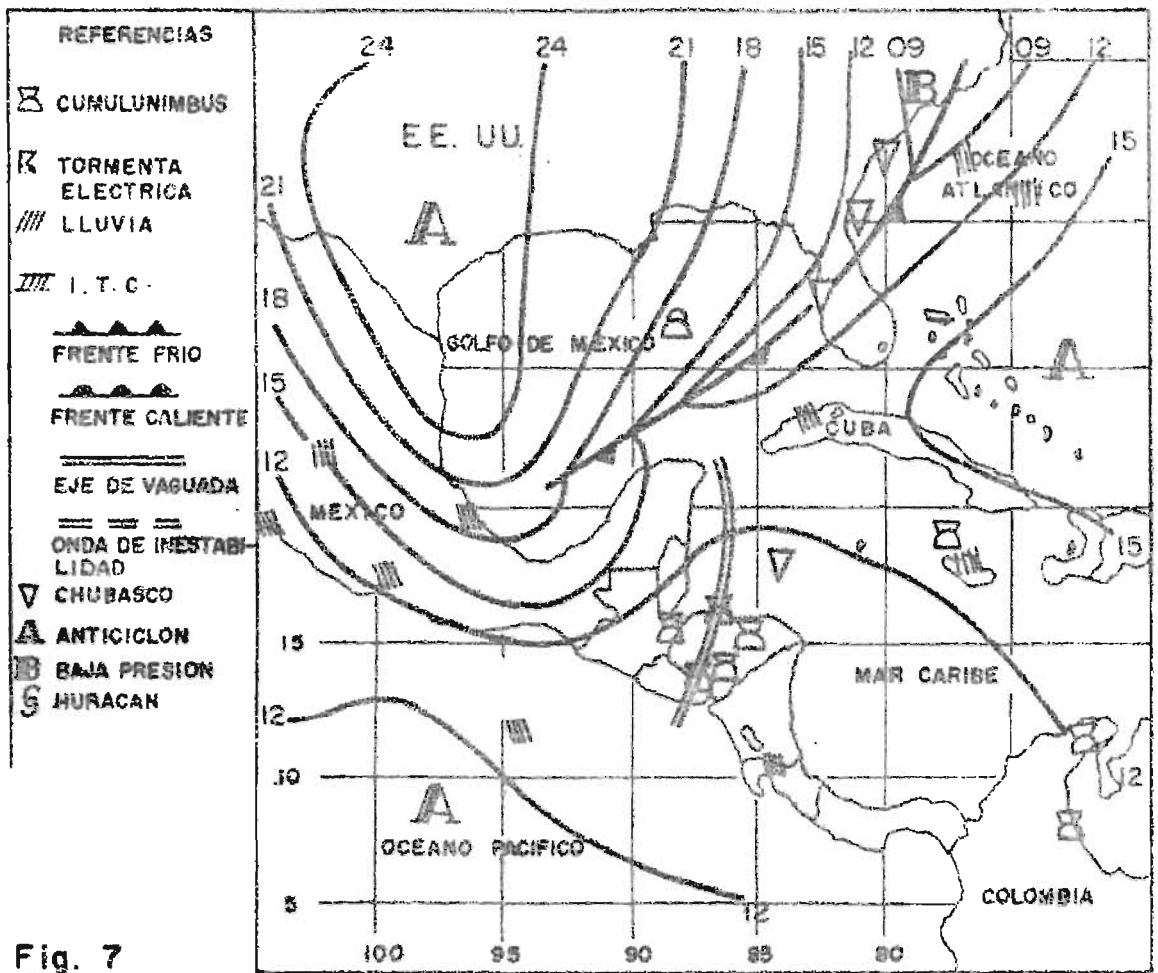 REFERENCIAS
CUMULUNIMBUS
TORMENTA
ELECTRICA
LLUVIA
I. T. C.
FRENTE FRIO
FRENTE CALIENTE
EJE DE VAGUADA
ONDA DE INESTABI-
LIDAD
CHUBASCO
A ANTICICLON
B BAJA PRESION
HURACAN
Fig. 7
24 24 21 18 15 12 09 09 12
B
EE. UU.
OCEANO
ATLANTICO
15
21
A
18
GOLFO DE MEXICO
A
15
CUBA
12
MEXICO
15
15
MAR CARIBE
12
10
12
A
OCEANO PACIFICO
COLOMBIA
5
12
100 95 90 85 80